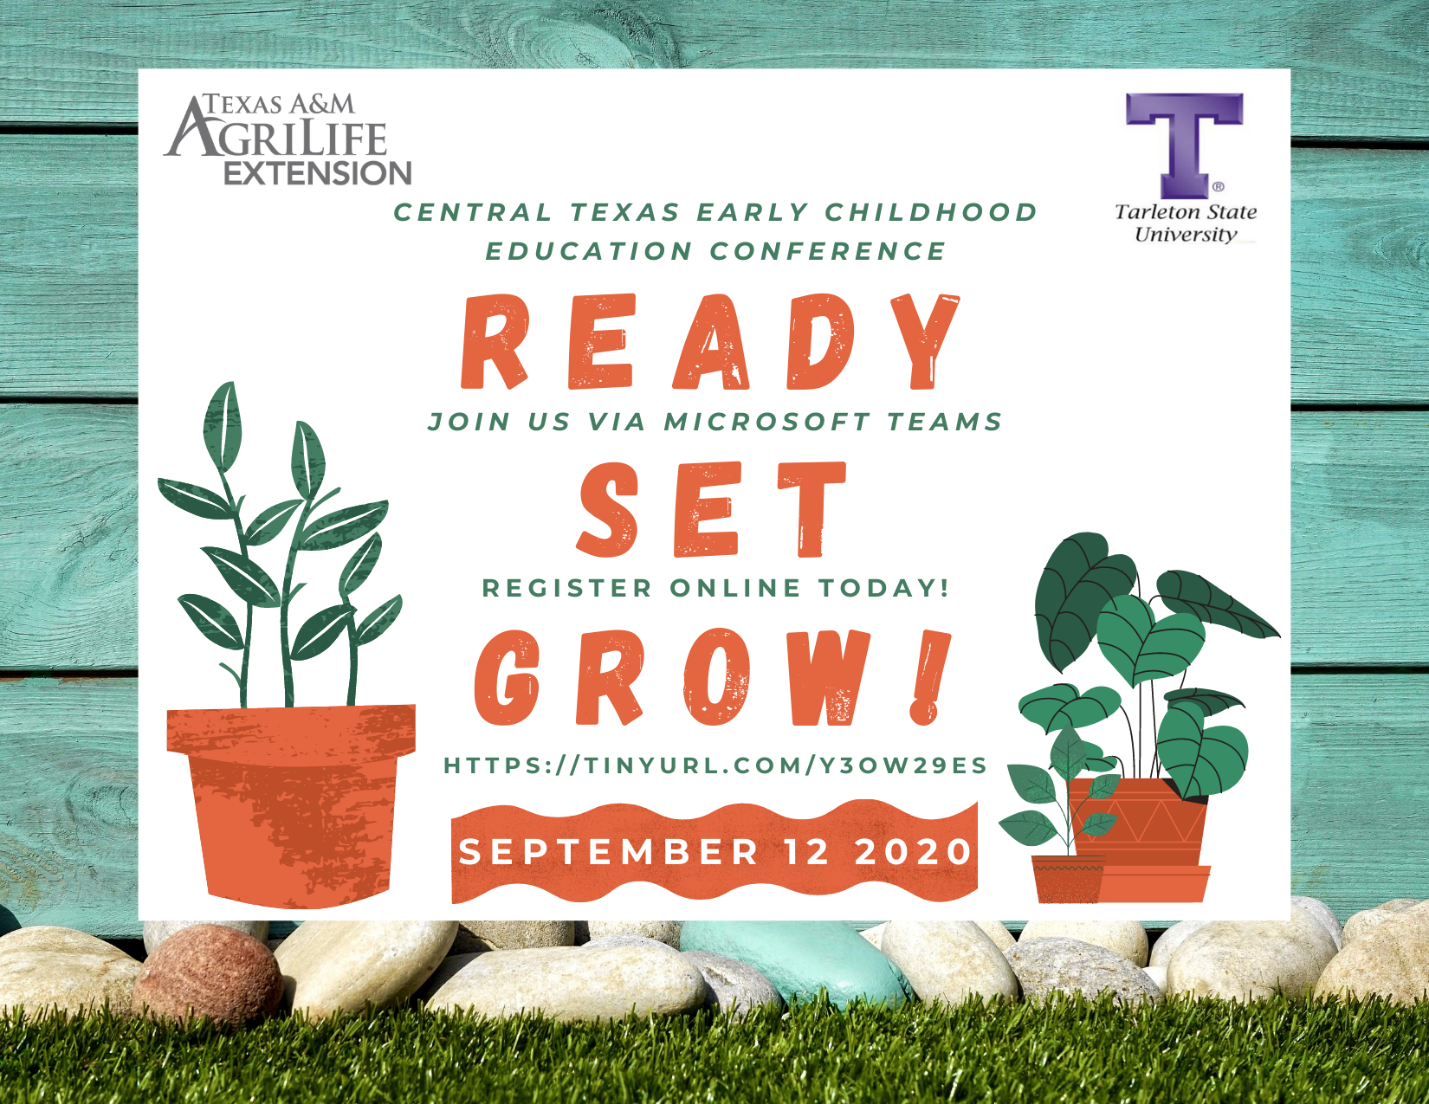 TEXAS A&M
AGRILIFE
EXTENSION
T®
Tarleton State
University
CENTRAL TEXAS EARLY CHILDHOOD
EDUCATION CONFERENCE
READY
JOIN US VIA MICROSOFT TEAMS
SET
REGISTER ONLINE TODAY!
GROW!
HTTPS://TINYURL.COM/Y3OW29ES
SEPTEMBER 12 2020